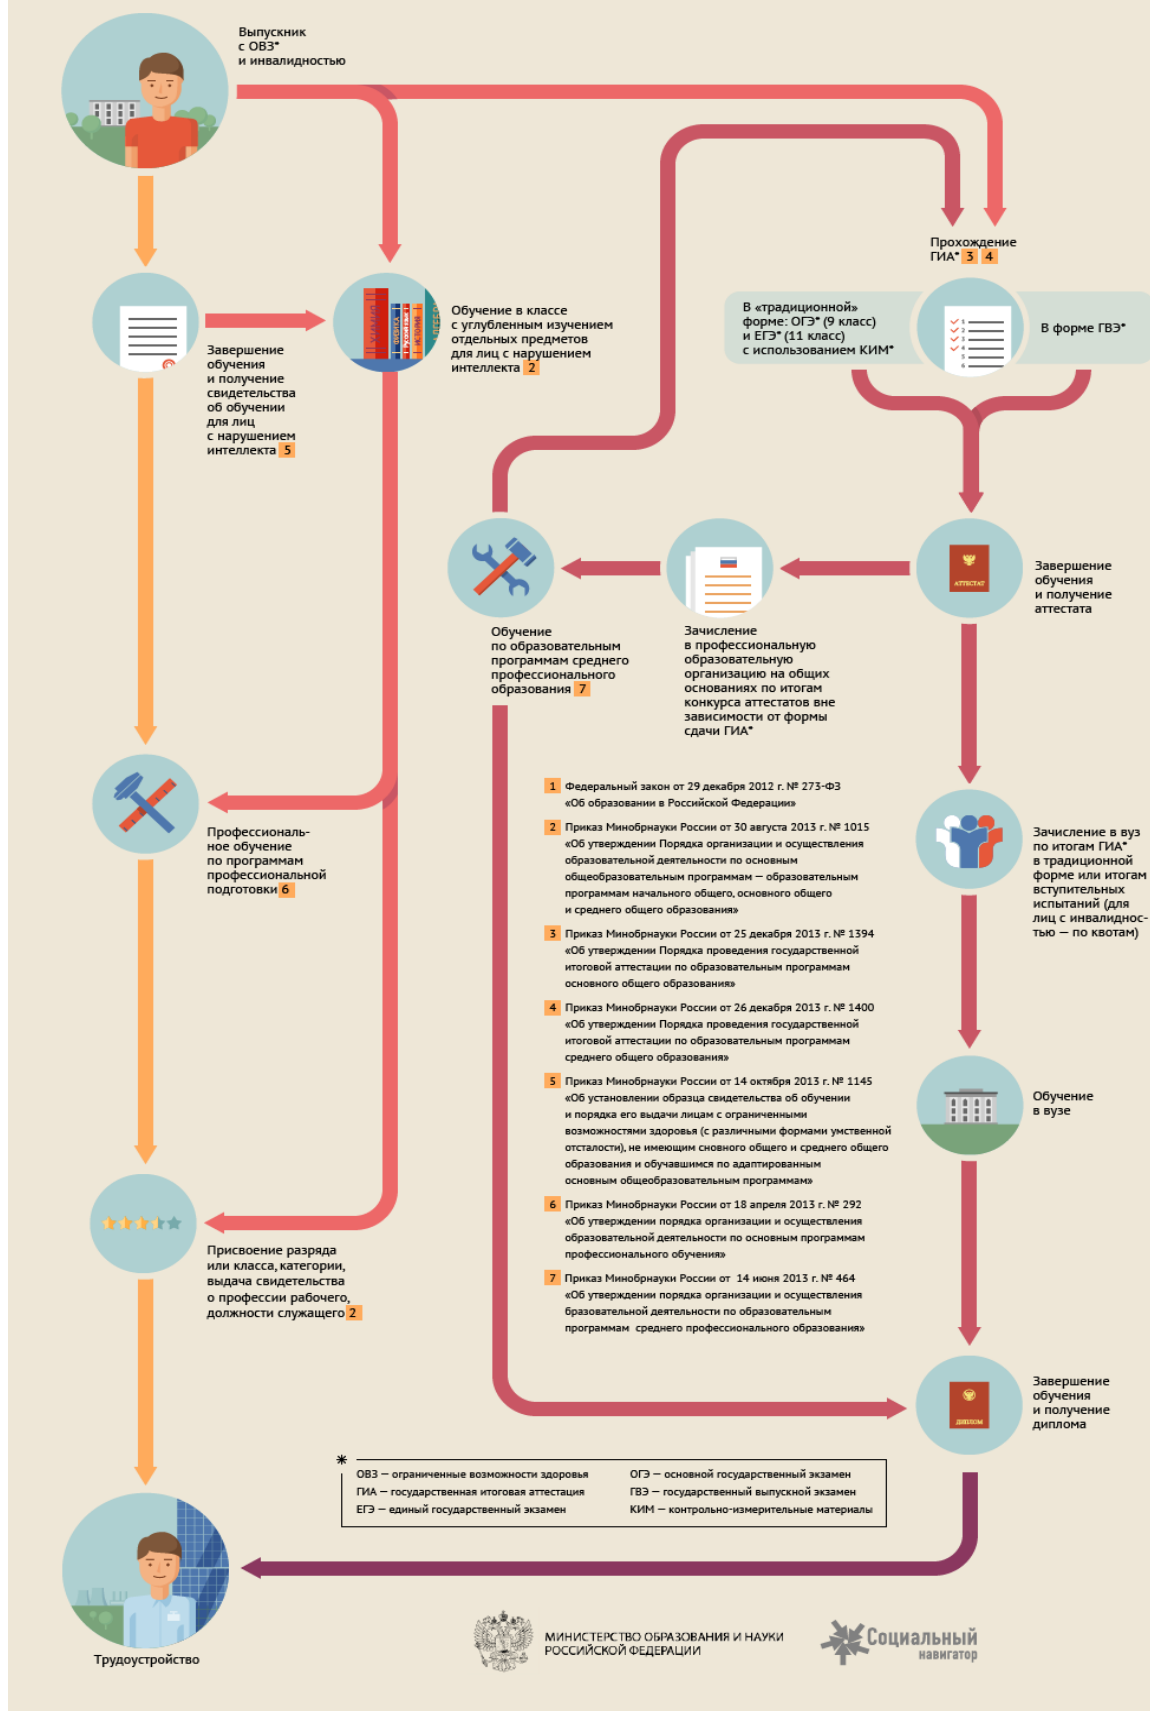 Выпускник
с ОВЗ*
и инвалидностью
Прохождение
ГИА* 3 4
В «традиционной»
форме: ОГЭ* (9 класс)
и ЕГЭ* (11 класс)
с использованием КИМ*
В форме ГВЭ*
Завершение
обучения
и получение
свидетельства
об обучении
для лиц
с нарушением
интеллекта 5
ХИМИЯ
ФИЗИКА
РУССКИЙ ЯЗЫК
ИСТОРИЯ
Обучение в классе
с углубленным изучением
отдельных предметов
для лиц с нарушением
интеллекта 2
1
2
3
4
5
6
АТТЕСТАТ
Завершение
обучения
и получение
аттестата
Обучение
по образовательным
программам среднего
профессионального
образования 7
Зачисление
в профессиональную
образовательную
организацию на общих
основаниях по итогам
конкурса аттестатов вне
зависимости от формы
сдачи ГИА*
Профессиональ-
ное обучение
по программам
профессиональной
подготовки 6
Зачисление в вуз
по итогам ГИА*
в традиционной
форме или итогам
вступительных
испытаний (для
лиц с инвалиднос-
тью — по квотам)
1 Федеральный закон от 29 декабря 2012 г. № 273-ФЗ
«Об образовании в Российской Федерации»
2 Приказ Минобрнауки России от 30 августа 2013 г. № 1015
«Об утверждении Порядка организации и осуществления
образовательной деятельности по основным
общеобразовательным программам — образовательным
программам начального общего, основного общего
и среднего общего образования»
3 Приказ Минобрнауки России от 25 декабря 2013 г. № 1394
«Об утверждении Порядка проведения государственной
итоговой аттестации по образовательным программам
основного общего образования»
4 Приказ Минобрнауки России от 26 декабря 2013 г. № 1400
«Об утверждении Порядка проведения государственной
итоговой аттестации по образовательным программам
среднего общего образования»
5 Приказ Минобрнауки России от 14 октября 2013 г. № 1145
«Об установлении образца свидетельства об обучении
и порядка его выдачи лицам с ограниченными
возможностями здоровья (с различными формами умственной
отсталости), не имеющим сновного общего и среднего общего
образования и обучавшимся по адаптированным
основным общеобразовательным программам»
6 Приказ Минобрнауки России от 18 апреля 2013 г. № 292
«Об утверждении порядка организации и осуществления
образовательной деятельности по основным программам
профессионального обучения»
7 Приказ Минобрнауки России от 14 июня 2013 г. № 464
«Об утверждении порядка организации и осуществления
бразовательной деятельности по образовательным
программам среднего профессионального образования»
Обучение
в вузе
Присвоение разряда
или класса, категории,
выдача свидетельства
о профессии рабочего,
должности служащего 2
ДИПЛОМ
Завершение
обучения
и получение
диплома
*
ОВЗ — ограниченные возможности здоровья
ГИА — государственная итоговая аттестация
ЕГЭ — единый государственный экзамен
ОГЭ — основной государственный экзамен
ГВЭ — государственный выпускной экзамен
КИМ — контрольно-измерительные материалы
Трудоустройство
МИНИСТЕРСТВО ОБРАЗОВАНИЯ И НАУКИ
РОССИЙСКОЙ ФЕДЕРАЦИИ
Социальный
навигатор